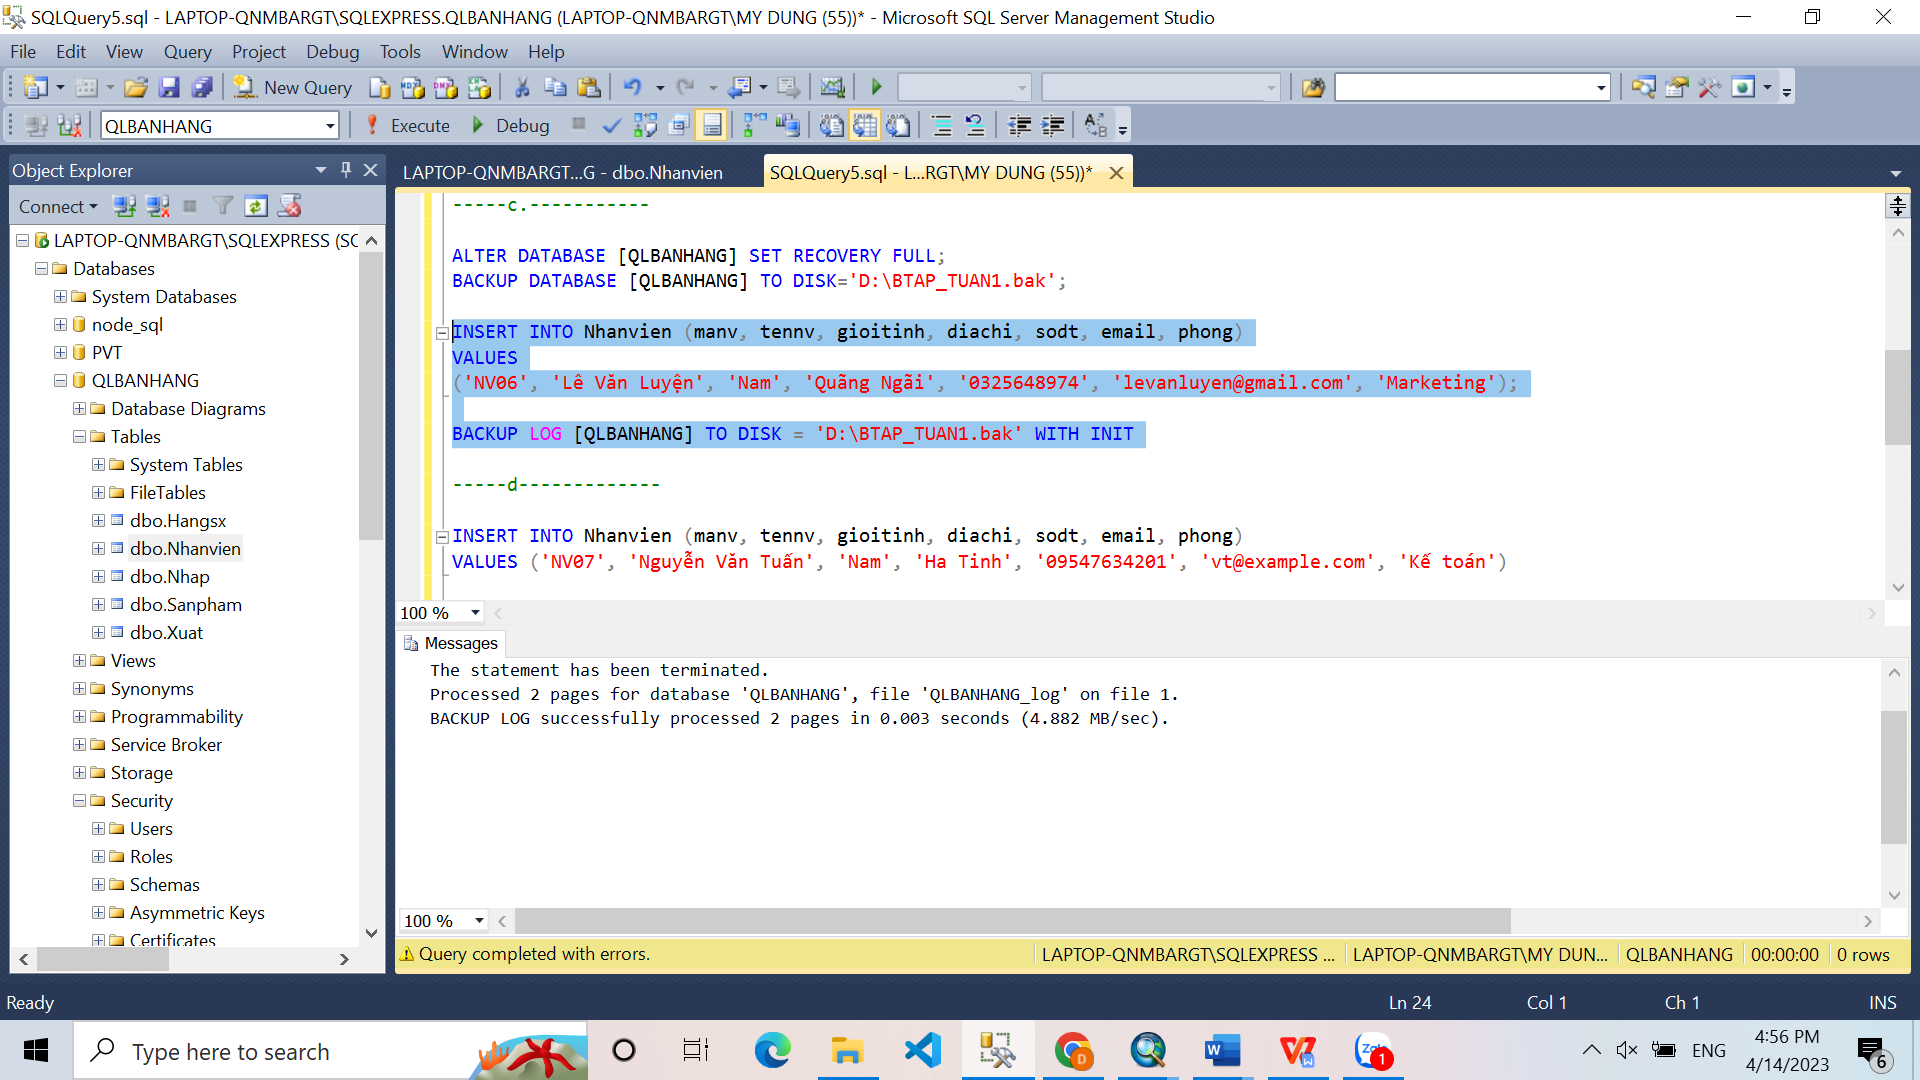 SQLQuery5.sql - LAPTOP-QNMBARGT\SQLEXPRESS.QLBANHANG (LAPTOP-QNMBARGT\MY DUNG (55))* - Microsoft SQL Server Management Studio
File Edit View Query Project Debug Tools Window Help
New Query
QLBANHANG Execute Debug
Object Explorer
LAPTOP-QNMBARGT...G - dbo.Nhanvien SQLQuery5.sql - L...RGT\MY DUNG (55))*
Connect
LAPTOP-QNMBARGT\SQLEXPRESS (SC
Databases
System Databases
node_sql
PVT
QLBANHANG
Database Diagrams
Tables
System Tables
FileTables
dbo.Hangsx
dbo.Nhanvien
dbo.Nhap
dbo.Sanpham
dbo.Xuat
Views
Synonyms
Programmability
Service Broker
Storage
Security
Users
Roles
Schemas
Asymmetric Keys
Certificates
-----c.-----------
ALTER DATABASE [QLBANHANG] SET RECOVERY FULL;
BACKUP DATABASE [QLBANHANG] TO DISK='D:\BTAP_TUAN1.bak';
INSERT INTO Nhanvien (manv, tennv, gioitinh, diachi, sodt, email, phong)
VALUES
('NV06', 'Lê Văn Luyện', 'Nam', 'Quãng Ngãi', '0325648974', 'levanluyen@gmail.com', 'Marketing');
BACKUP LOG [QLBANHANG] TO DISK = 'D:\BTAP_TUAN1.bak' WITH INIT
-----d-------------
INSERT INTO Nhanvien (manv, tennv, gioitinh, diachi, sodt, email, phong)
VALUES ('NV07', 'Nguyễn Văn Tuấn', 'Nam', 'Ha Tinh', '09547634201', 'vt@example.com', 'Kế toán')
100 %
Messages
The statement has been terminated.
Processed 2 pages for database 'QLBANHANG', file 'QLBANHANG_log' on file 1.
BACKUP LOG successfully processed 2 pages in 0.003 seconds (4.882 MB/sec).
100 %
Query completed with errors. LAPTOP-QNMBARGT\SQLEXPRESS ... LAPTOP-QNMBARGT\MY DUN... QLBANHANG 00:00:00 0 rows
Ready Ln 24 Col 1 Ch 1 INS
Type here to search
ENG
4:56 PM
4/14/2023
6